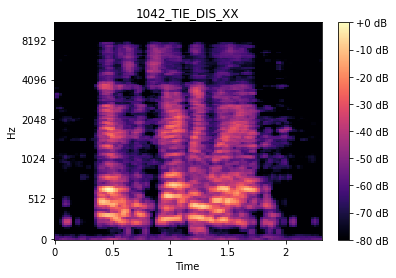 1042_TIE_DIS_XX
+0 dB
8192
-10 dB
4096
-20 dB
-30 dB
2048
Hz
-40 dB
1024
-50 dB
512
-60 dB
-70 dB
0
-80 dB
0
0.5
1
1.5
2
Time